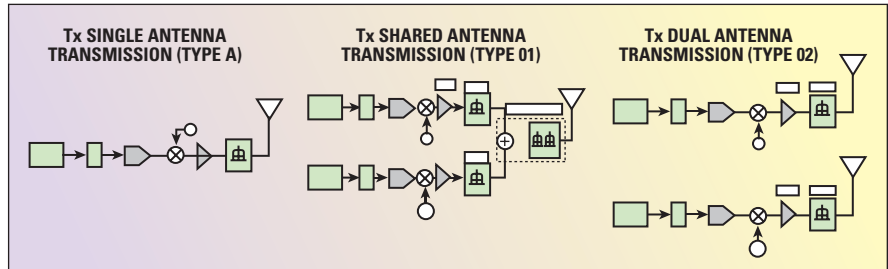 Tx SINGLE ANTENNA
TRANSMISSION (TYPE A)
Tx SHARED ANTENNA
TRANSMISSION (TYPE 01)
Tx DUAL ANTENNA
TRANSMISSION (TYPE 02)